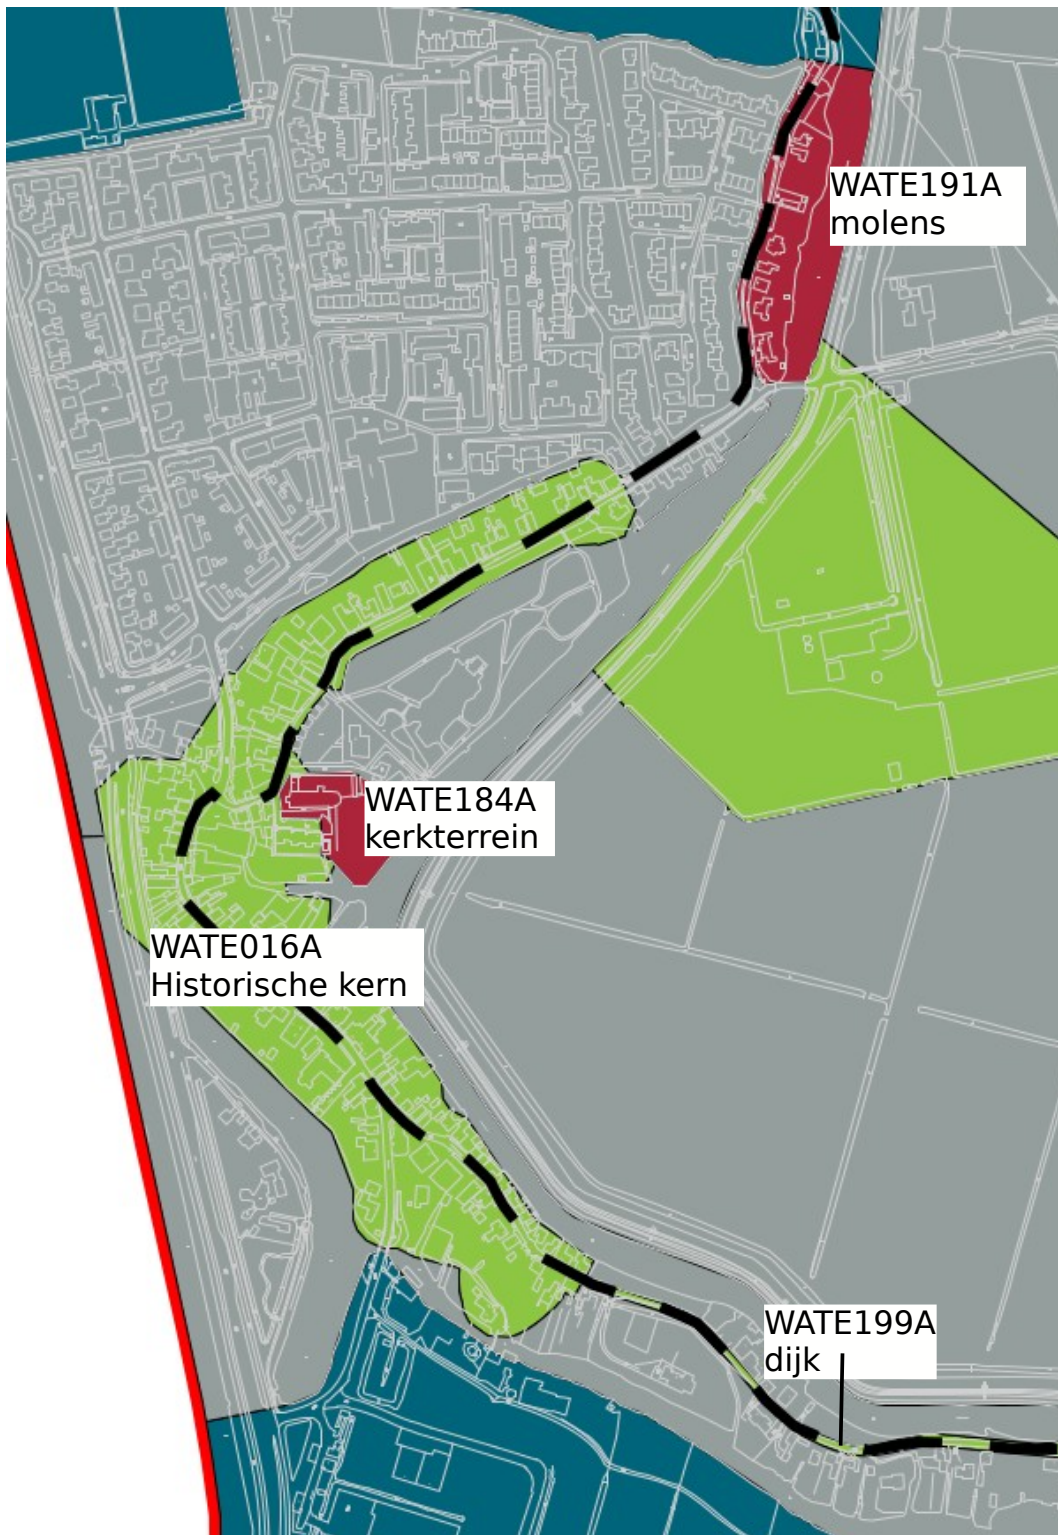 WATE191A
molens
WATE184A
kerkterrein
WATE016A
Historische kern
WATE199A
dijk